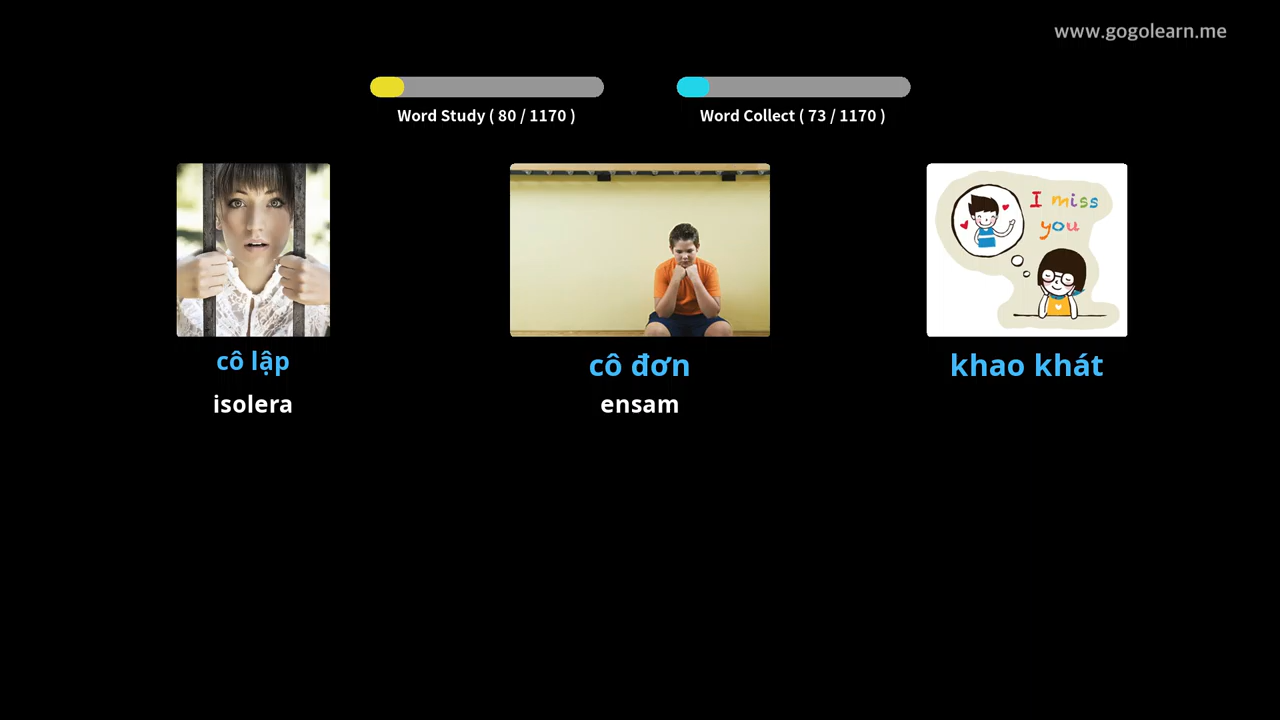 www.gogolearn.me
Word Study ( 80 / 1170 )
Word Collect ( 73 / 1170 )
I miss
you
cô lập
cô đơn
khao khát
isolera
ensam